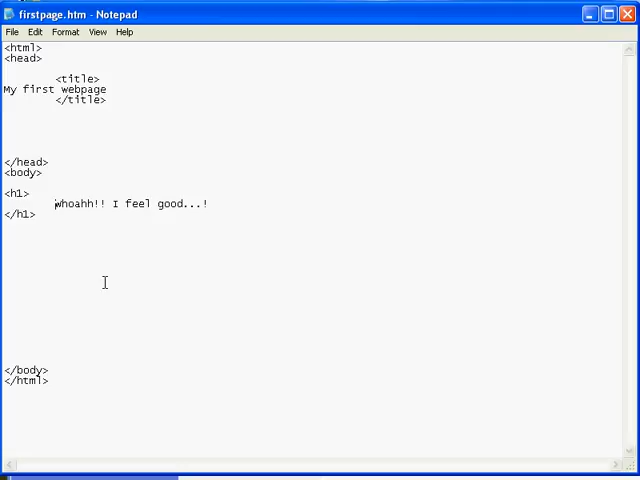 firstpage.htm - Notepad
File Edit Format View Help
<html>
<head>
<title>
My first webpage
</title>
</head>
<body>
<h1>
whoahh!! I feel good...!
</h1>
</body>
</html>